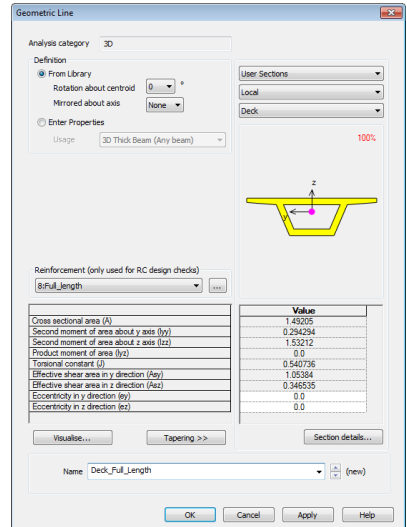 Geometric Line
Analysis category 3D
Definition
From Library
Rotation about centroid 0 °
Mirrored about axis None
Enter Properties
Usage 3D Thick Beam (Any beam)
User Sections
Local
Deck
100%
z
y
Reinforcement (only used for RC design checks)
8:Full_length ...
Value
Cross sectional area (A) 1.49205
Second moment of area about y axis (Iyy) 0.294294
Second moment of area about z axis (Izz) 1.53212
Product moment of area (Iyz) 0.0
Torsional constant (J) 0.540736
Effective shear area in y direction (Asy) 1.05384
Effective shear area in z direction (Asz) 0.346535
Eccentricity in y direction (ey) 0.0
Eccentricity in z direction (ez) 0.0
Visualise... Tapering >> Section details...
Name Deck_Full_Length (new)
OK Cancel Apply Help